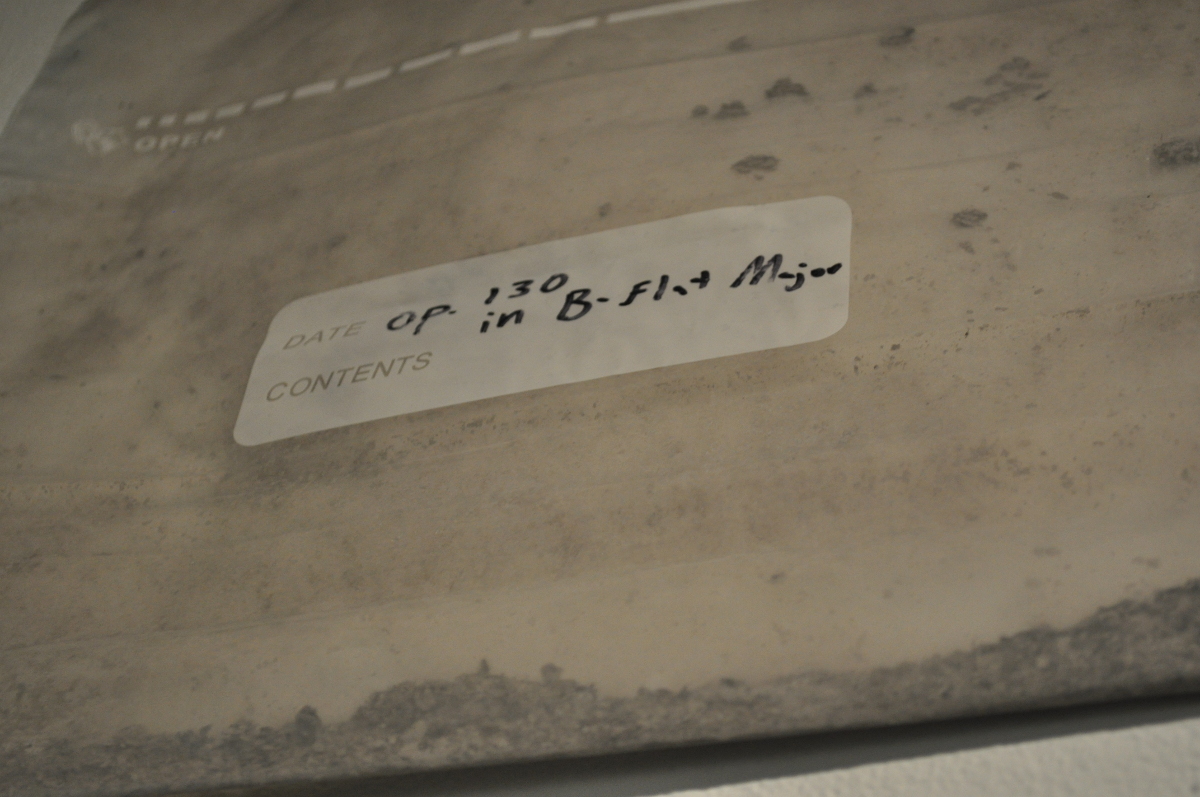 OPEN
DATE OP. 130
in B-flat Major
CONTENTS